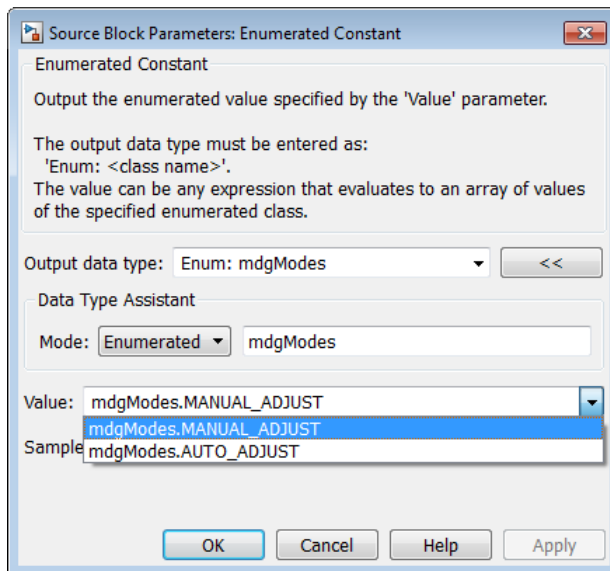 Source Block Parameters: Enumerated Constant
Enumerated Constant
Output the enumerated value specified by the 'Value' parameter.
The output data type must be entered as:
'Enum: <class name>'.
The value can be any expression that evaluates to an array of values
of the specified enumerated class.
Output data type: Enum: mdgModes <<
Data Type Assistant
Mode: Enumerated mdgModes
Value: mdgModes.MANUAL_ADJUST
mdgModes.MANUAL_ADJUST
Sample mdgModes.AUTO_ADJUST
OK Cancel Help Apply